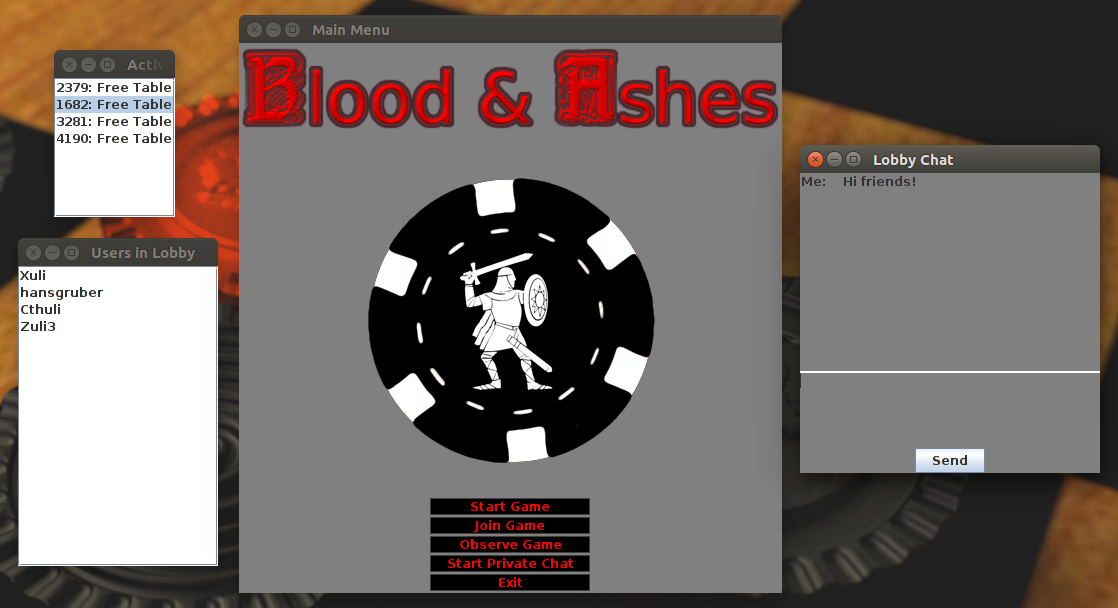 Main Menu
Activ
2379: Free Table
1682: Free Table
3281: Free Table
4190: Free Table
Users in Lobby
Xuli
hansgruber
Cthuli
Zuli3
Blood & Ashes
Start Game
Join Game
Observe Game
Start Private Chat
Exit
Lobby Chat
Me: Hi friends!
Send